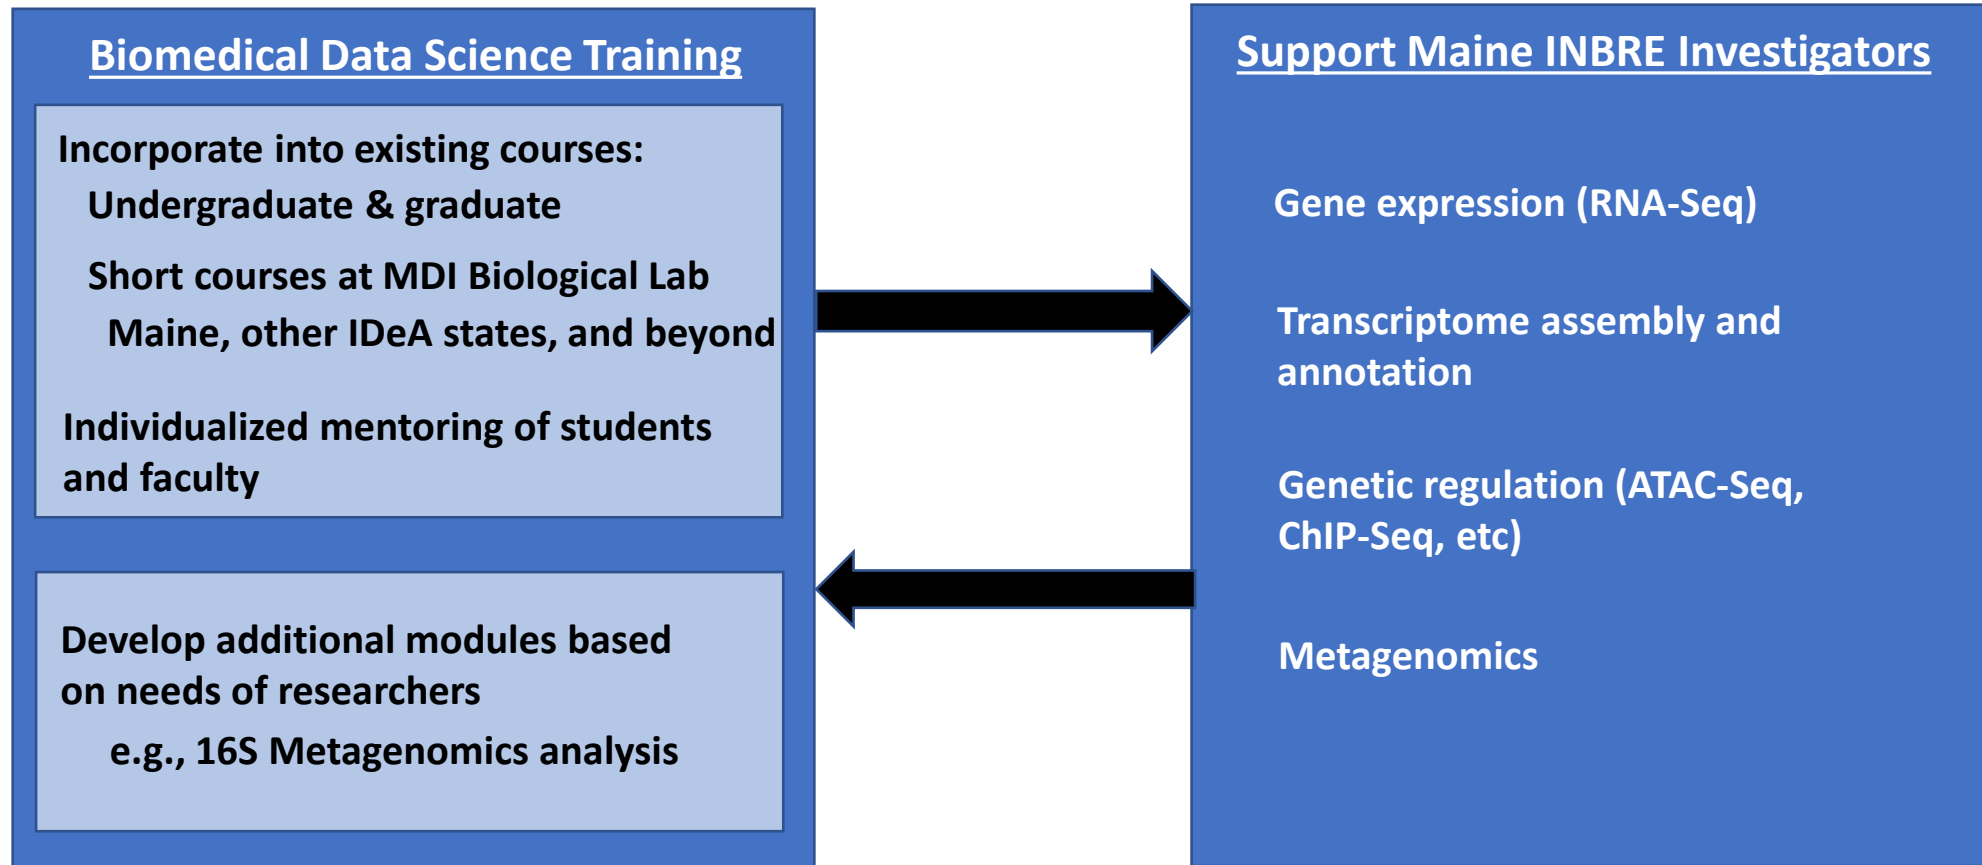 Biomedical Data Science Training
Incorporate into existing courses:
Undergraduate & graduate
Short courses at MDI Biological Lab
Maine, other IDeA states, and beyond
Individualized mentoring of students
and faculty
Develop additional modules based
on needs of researchers
e.g., 16S Metagenomics analysis
Support Maine INBRE Investigators
Gene expression (RNA-Seq)
Transcriptome assembly and
annotation
Genetic regulation (ATAC-Seq,
ChIP-Seq, etc)
Metagenomics